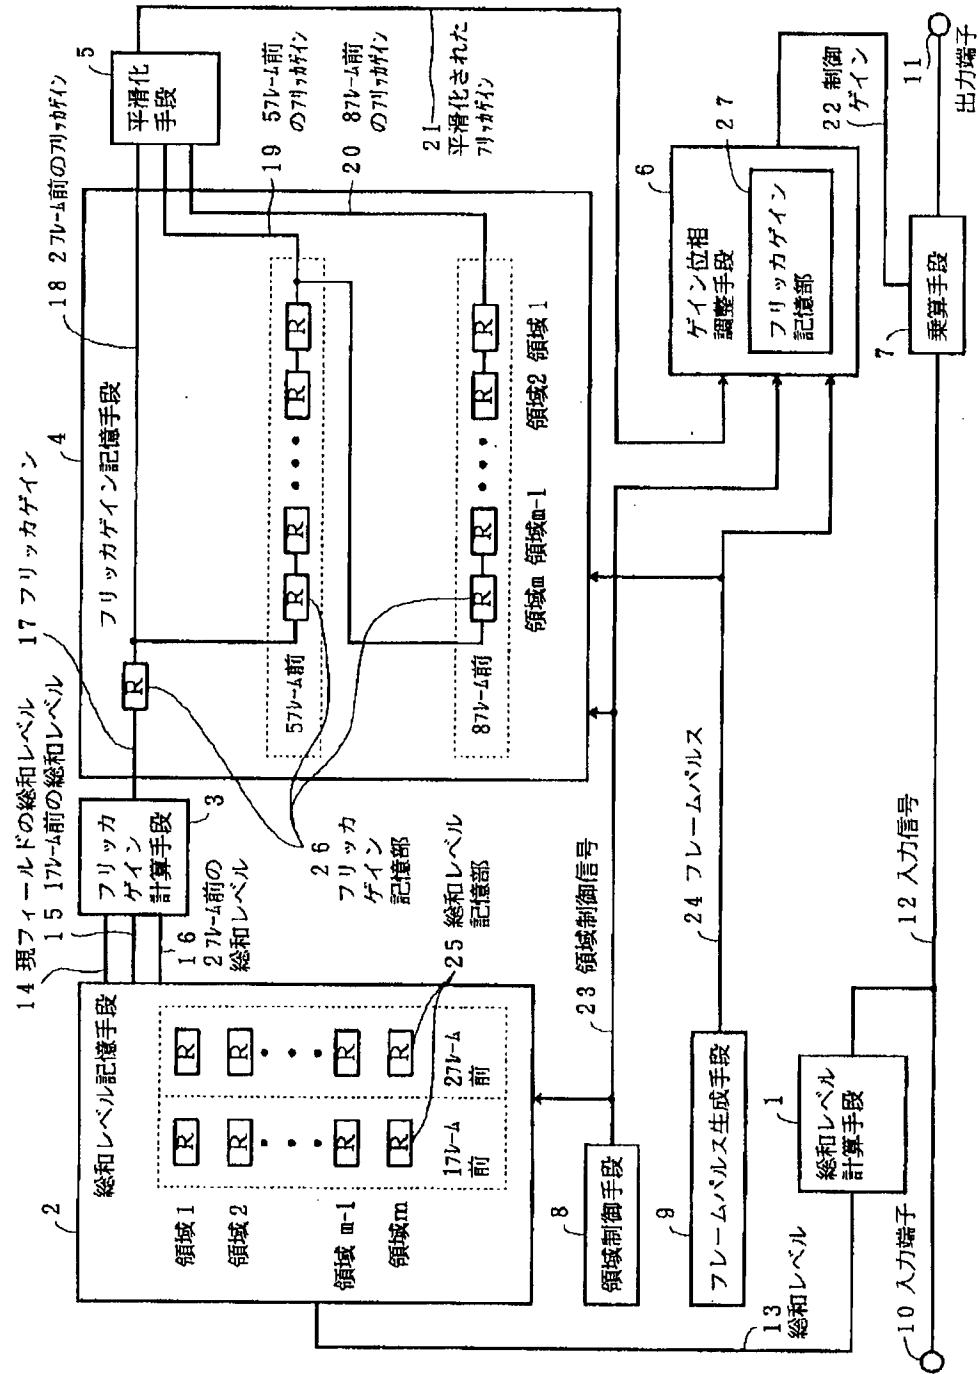 14 現フィールドの総和レベル
15 1フレーム前の総和レベル
17 フリッカゲイン
18 2フレーム前のフリッカゲイン
2
総和レベル記憶手段
領域1
領域2
領域m-1
領域m
R
R
R
R
R
R
R
R
1フレーム
前
2フレーム
前
16
2フレーム前の
総和レベル
フリッカ
ゲイン
計算手段
3
26
フリッカ
ゲイン
記憶部
25 総和レベル
記憶部
4
フリッカゲイン記憶手段
R
5フレーム前
R
R
R
R
8フレーム前
R
R
R
R
領域m
領域m-1
領域2
領域1
5
平滑化
手段
19
5フレーム前
のフリッカゲイン
20
8フレーム前
のフリッカゲイン
21
平滑化された
フリッカゲイン
8
領域制御手段
23 領域制御信号
9
フレームパルス生成手段
24 フレームパルス
6
ゲイン位相
調整手段
フリッカゲイン
記憶部
27
22 制御
ゲイン
13
総和レベル
1
総和レベル
計算手段
10 入力端子
12 入力信号
7
乗算手段
11
出力端子